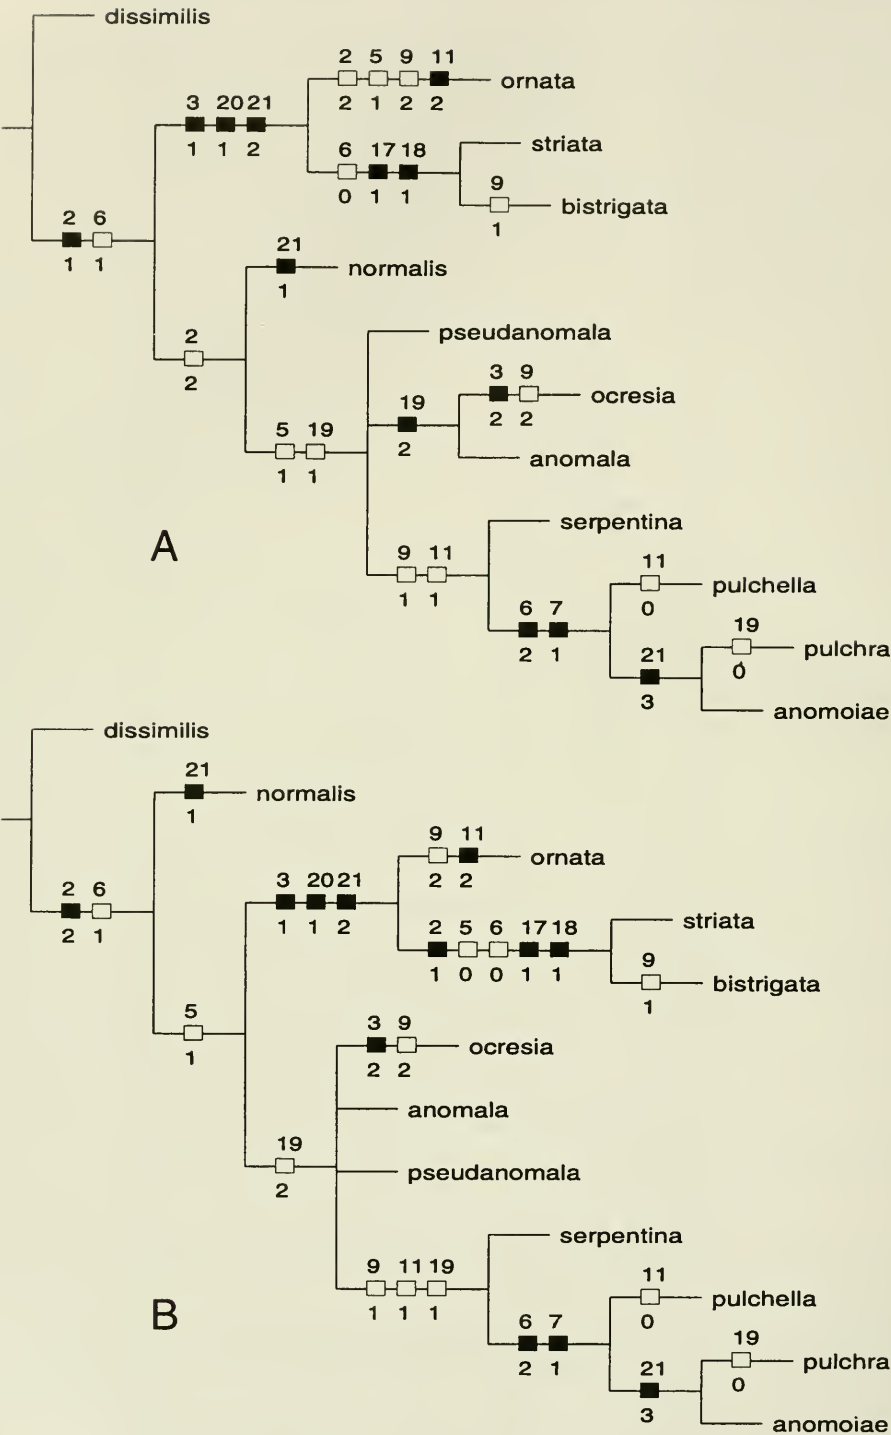 dissimilis
2 5 9 11
ornata
2 1 2 2
3 20 21
1 1 2
striata
6 17 18
0 1 1
9
bistrigata
1
2 6
1 1
21
normalis
1
pseudanomala
2
2
3 9
ocresia
2 2
19
2
anomala
5 19
1 1
serpentina
A
9 11
1 1
11
pulchella
0
6 7
2 1
19
pulchra
0
21
3
anomoiae
dissimilis
21
normalis
1
9 11
ornata
2 2
3 20 21
1 1 2
2 6
2 1
striata
2 5 6 17 18
1 0 0 1 1
9
bistrigata
1
5
1
3 9
ocresia
2 2
anomala
19
2
pseudanomala
serpentina
9 11 19
1 1 1
B
11
pulchella
0
6 7
2 1
19
pulchra
0
21
3
anomoiae